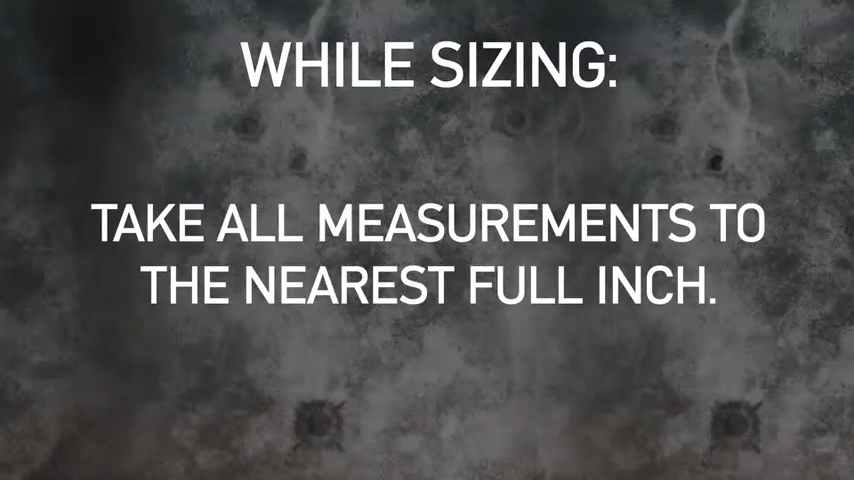 WHILE SIZING:
TAKE ALL MEASUREMENTS TO
THE NEAREST FULL INCH.